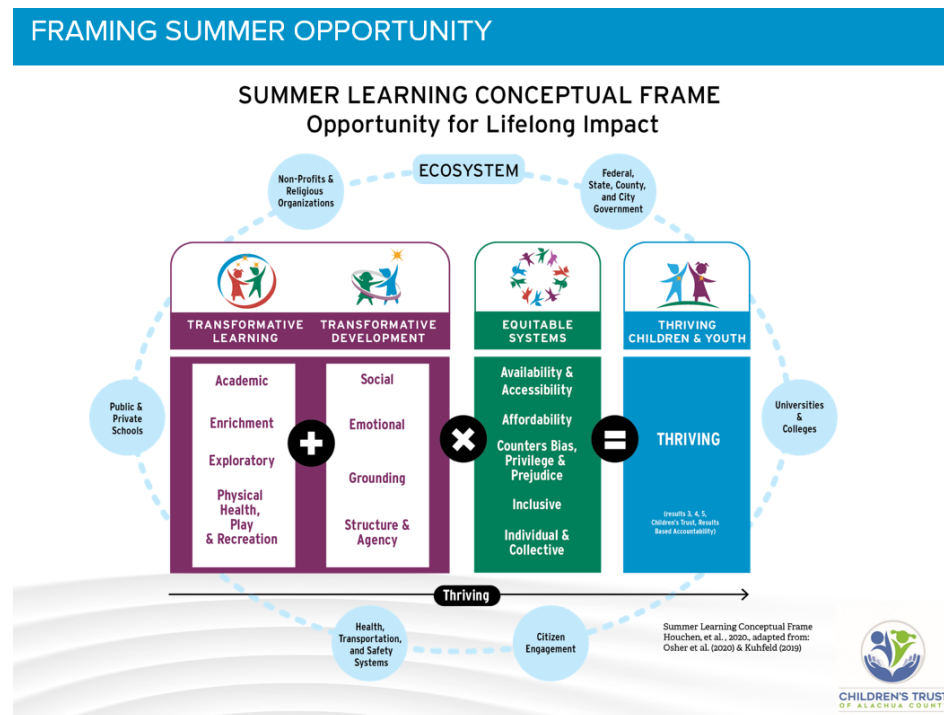 FRAMING SUMMER OPPORTUNITY
SUMMER LEARNING CONCEPTUAL FRAME
Opportunity for Lifelong Impact
ECOSYSTEM
Non-Profits &
Religious
Organizations
Federal,
State, County,
and City
Government
TRANSFORMATIVE
LEARNING
TRANSFORMATIVE
DEVELOPMENT
EQUITABLE
SYSTEMS
THRIVING
CHILDREN & YOUTH
Public &
Private
Schools
Academic
Enrichment
Exploratory
Physical
Health,
Play
& Recreation
+
Social
Emotional
Grounding
Structure &
Agency
×
Availability &
Accessibility
Affordability
Counters Bias,
Privilege &
Prejudice
Inclusive
Individual &
Collective
=
THRIVING
(results 3, 4, 5,
Children's Trust, Results
Based Accountability)
Universities
&
Colleges
Thriving
Health,
Transportation,
and Safety
Systems
Citizen
Engagement
Summer Learning Conceptual Frame
Houchen, et al. , 2020., adapted from:
Osher et al. (2020) & Kuhfeld (2019)
CHILDREN'S TRUST
OF ALACHUA COUNT